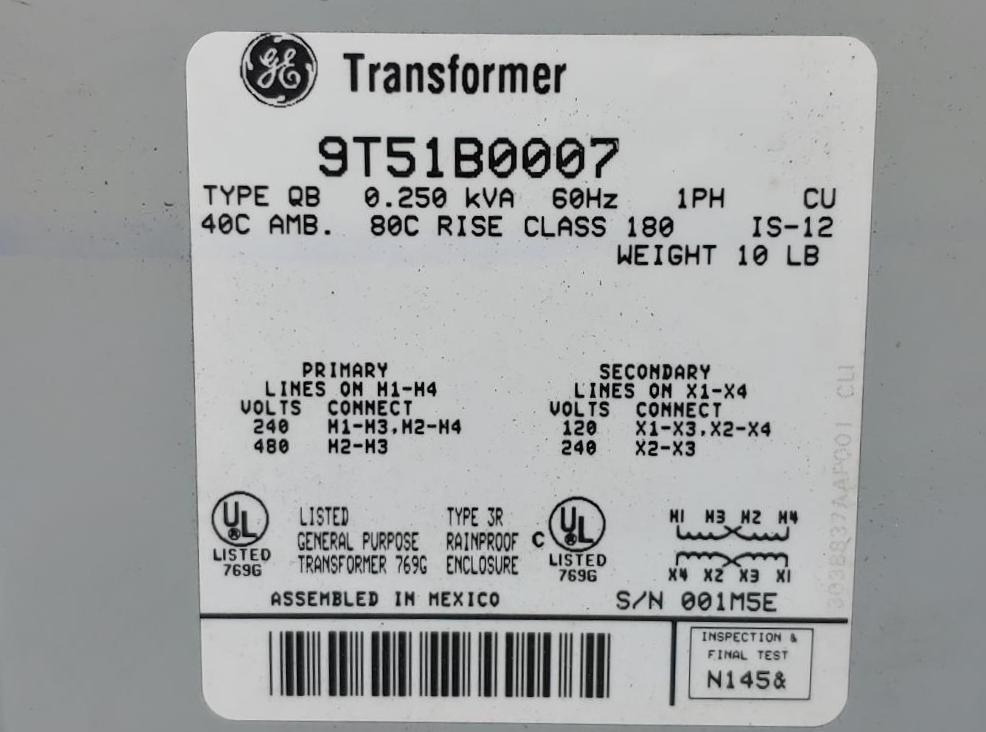 GE Transformer
9T51B0007
TYPE QB 0.250 kVA 60Hz 1PH CU
40C AMB. 80C RISE CLASS 180 IS-12
WEIGHT 10 LB
PRIMARY
LINES ON H1-H4
VOLTS CONNECT
240 H1-H3,H2-H4
480 H2-H3
SECONDARY
LINES ON X1-X4
VOLTS CONNECT
120 X1-X3,X2-X4
240 X2-X3
UL
®
LISTED
769G
LISTED
GENERAL PURPOSE
TRANSFORMER 769G
TYPE 3R
RAINPROOF
ENCLOSURE
C UL
®
LISTED
769G
H1 H3 H2 H4
X4 X2 X3 X1
ASSEMBLED IN MEXICO
S/N 001M5E
INSPECTION &
FINAL TEST
N145&